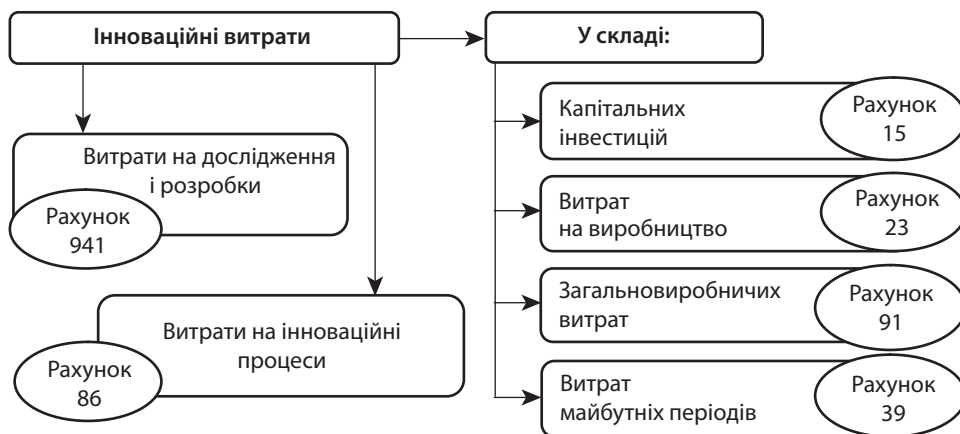 Інноваційні витрати
У складі:
Витрати на дослідження
і розробки
Рахунок
941
Витрати на інноваційні
процеси
Рахунок
86
Капітальних
інвестицій
Рахунок
15
Витрат
на виробництво
Рахунок
23
Загальновиробничих
витрат
Рахунок
91
Витрат
майбутніх періодів
Рахунок
39